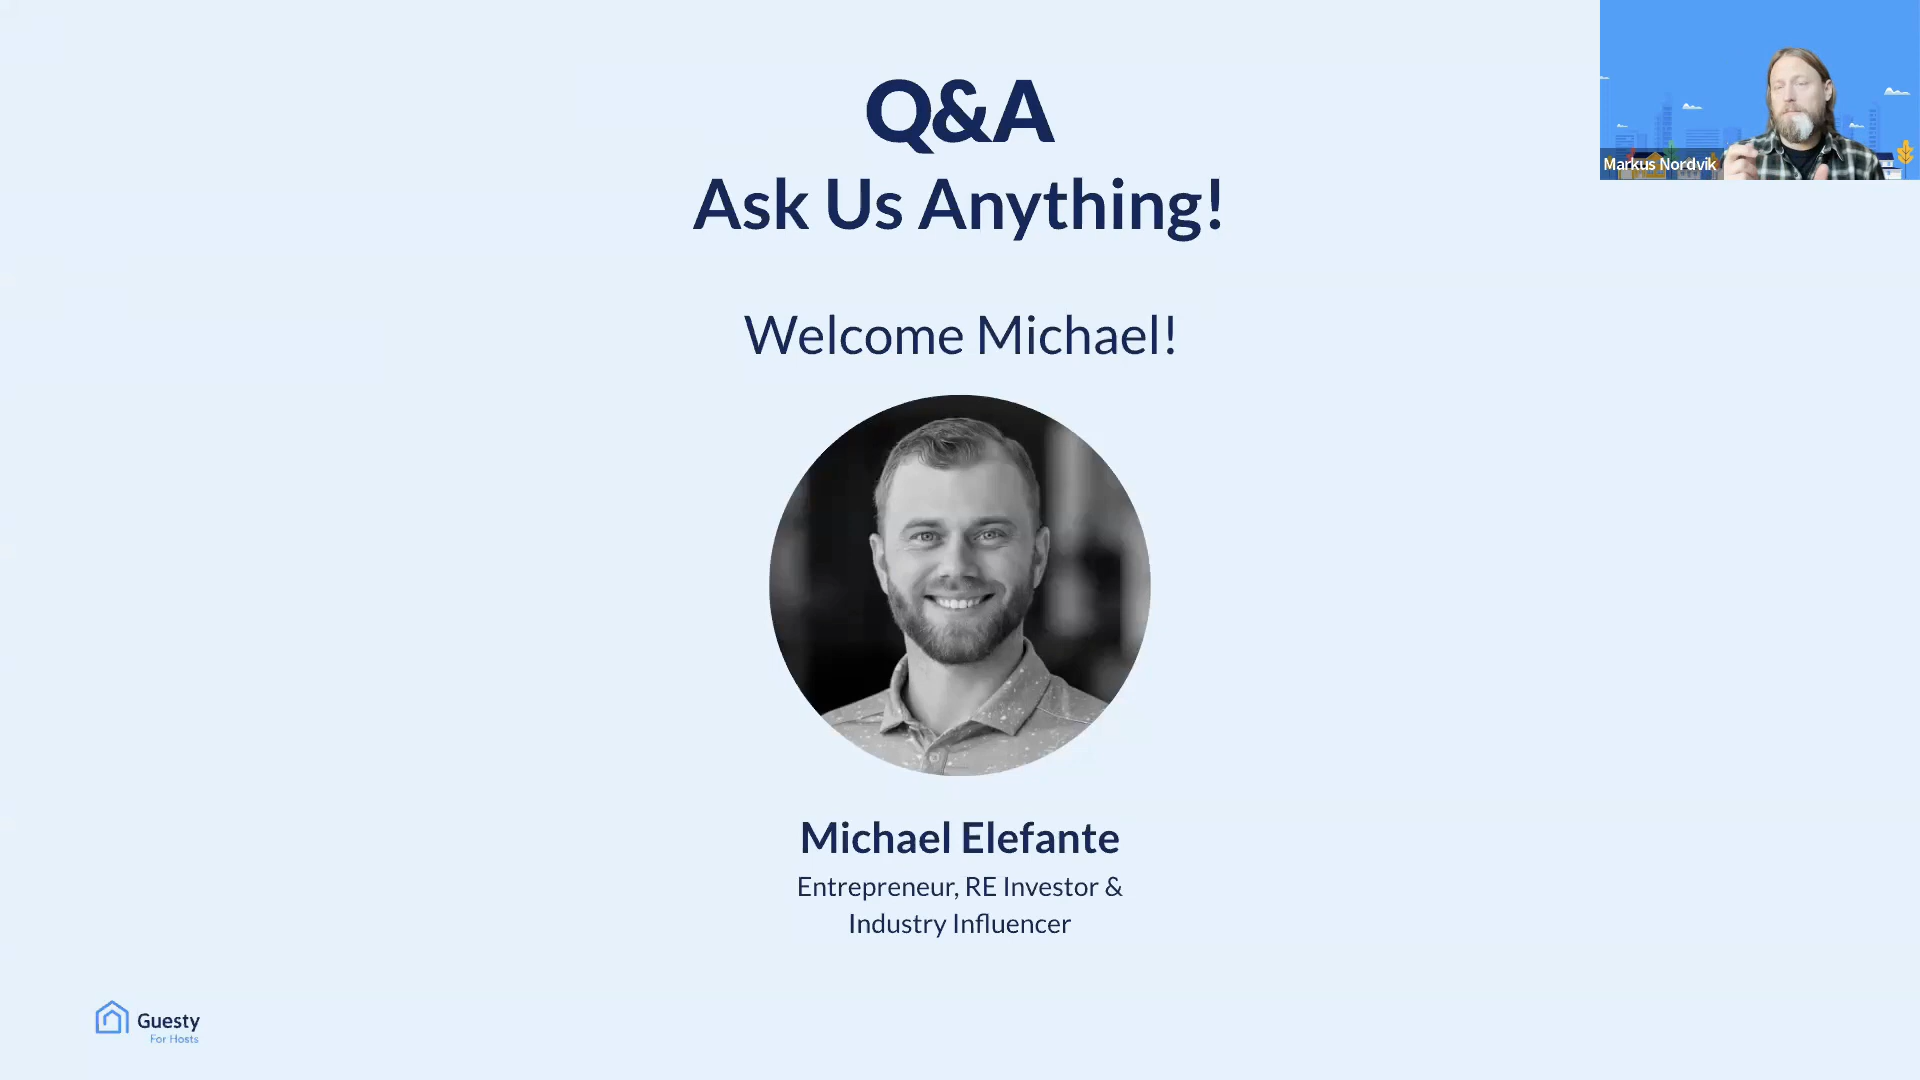 Q&A
Ask Us Anything!
Welcome Michael!
Michael Elefante
Entrepreneur, RE Investor &
Industry Influencer
Markus Nordvik
Guesty
For Hosts